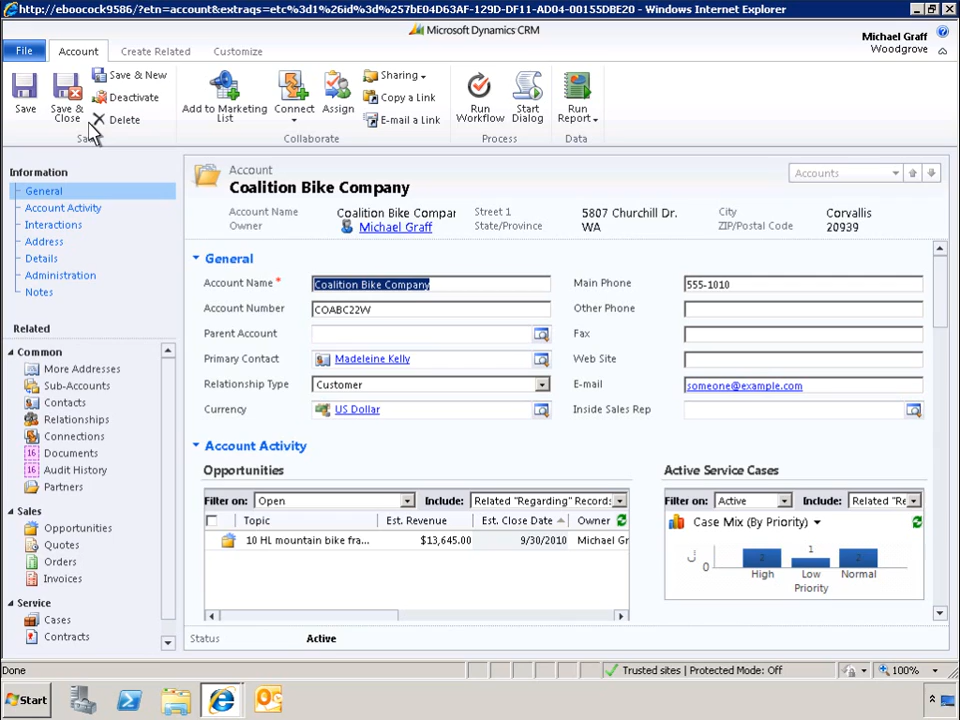 http://eboocock9586/?etn=account&extraqs=etc%3d1%26id%3d%257be04D63AF-129D-DF11-AD04-00155DBE20 - Windows Internet Explorer
Microsoft Dynamics CRM
Michael Graff
Woodgrove
File Account Create Related Customize
Save
Save & Close
Save & New
Deactivate
Delete
Add to Marketing List
Connect
Assign
Sharing
Copy a Link
E-mail a Link
Run Workflow
Start Dialog
Run Report
Collaborate
Process
Data
Information
General
Account Activity
Interactions
Address
Details
Administration
Notes
Related
Common
More Addresses
Sub-Accounts
Contacts
Relationships
Connections
16 Documents
16 Audit History
Partners
Sales
Opportunities
Quotes
Orders
Invoices
Service
Cases
Contracts
Account
Coalition Bike Company
Accounts
Account Name Coalition Bike Compar Street 1 5807 Churchill Dr. City Corvallis
Owner Michael Graff State/Province WA ZIP/Postal Code 20939
General
Account Name * Coalition Bike Company Main Phone 555-1010
Account Number COABC22W Other Phone
Parent Account Fax
Primary Contact Madeleine Kelly Web Site
Relationship Type Customer E-mail someone@example.com
Currency US Dollar Inside Sales Rep
Account Activity
Opportunities
Filter on: Open Include: Related "Regarding" Record:
Topic Est. Revenue Est. Close Date Owner
10 HL mountain bike fra... $13,645.00 9/30/2010 Michael Gr
Active Service Cases
Filter on: Active Include: Related "Re
Case Mix (By Priority)
2 1 2
0
High Low Normal
Priority
Status Active
Done Trusted sites | Protected Mode: Off 100%
Start